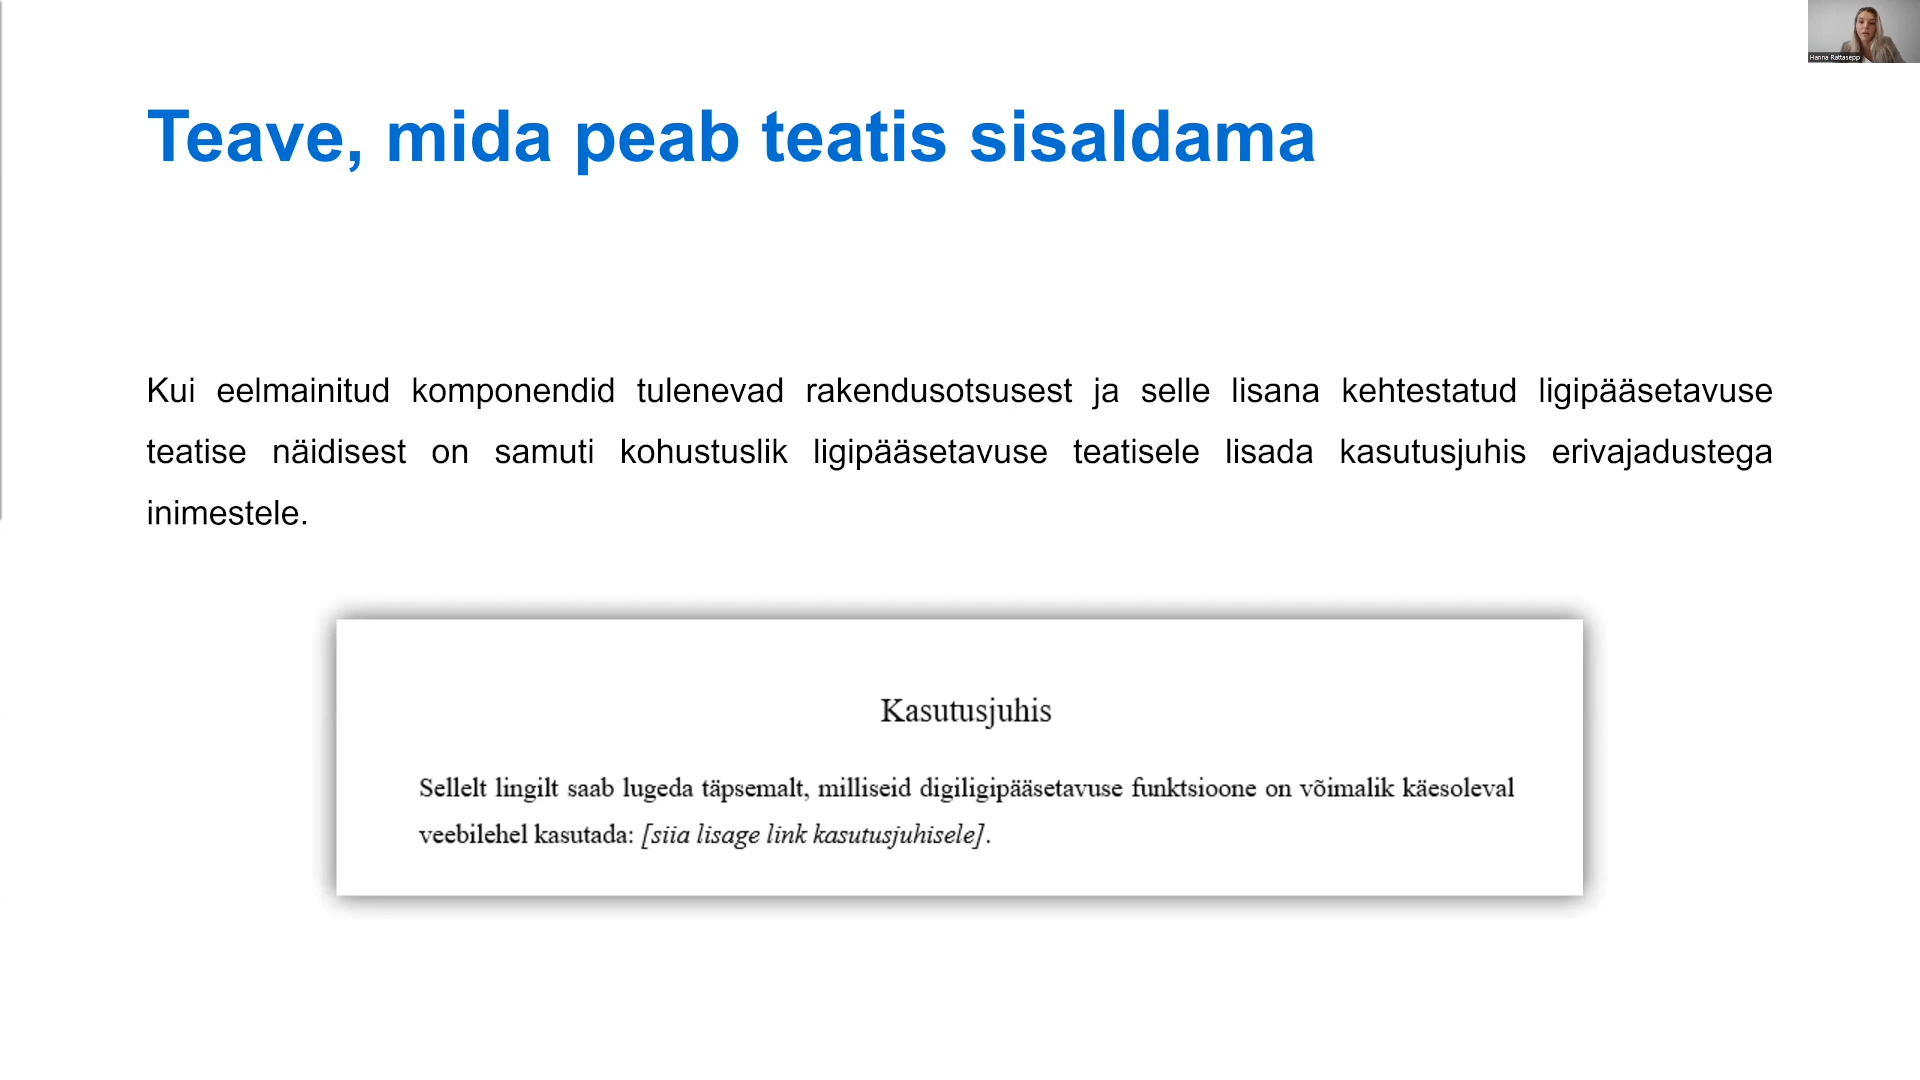 Hanna Rattasepp
Teave, mida peab teatis sisaldama
Kui eelmainitud komponendid tulenevad rakendusotsusest ja selle lisana kehtestatud ligipääsetavuse
teatise näidisest on samuti kohustuslik ligipääsetavuse teatisele lisada kasutusjuhis erivajadustega
inimestele.
Kasutusjuhis
Sellelt lingilt saab lugeda täpsemalt, milliseid digiligipääsetavuse funktsioone on võimalik käesoleval
veebilehel kasutada: [siia lisage link kasutusjuhisele].